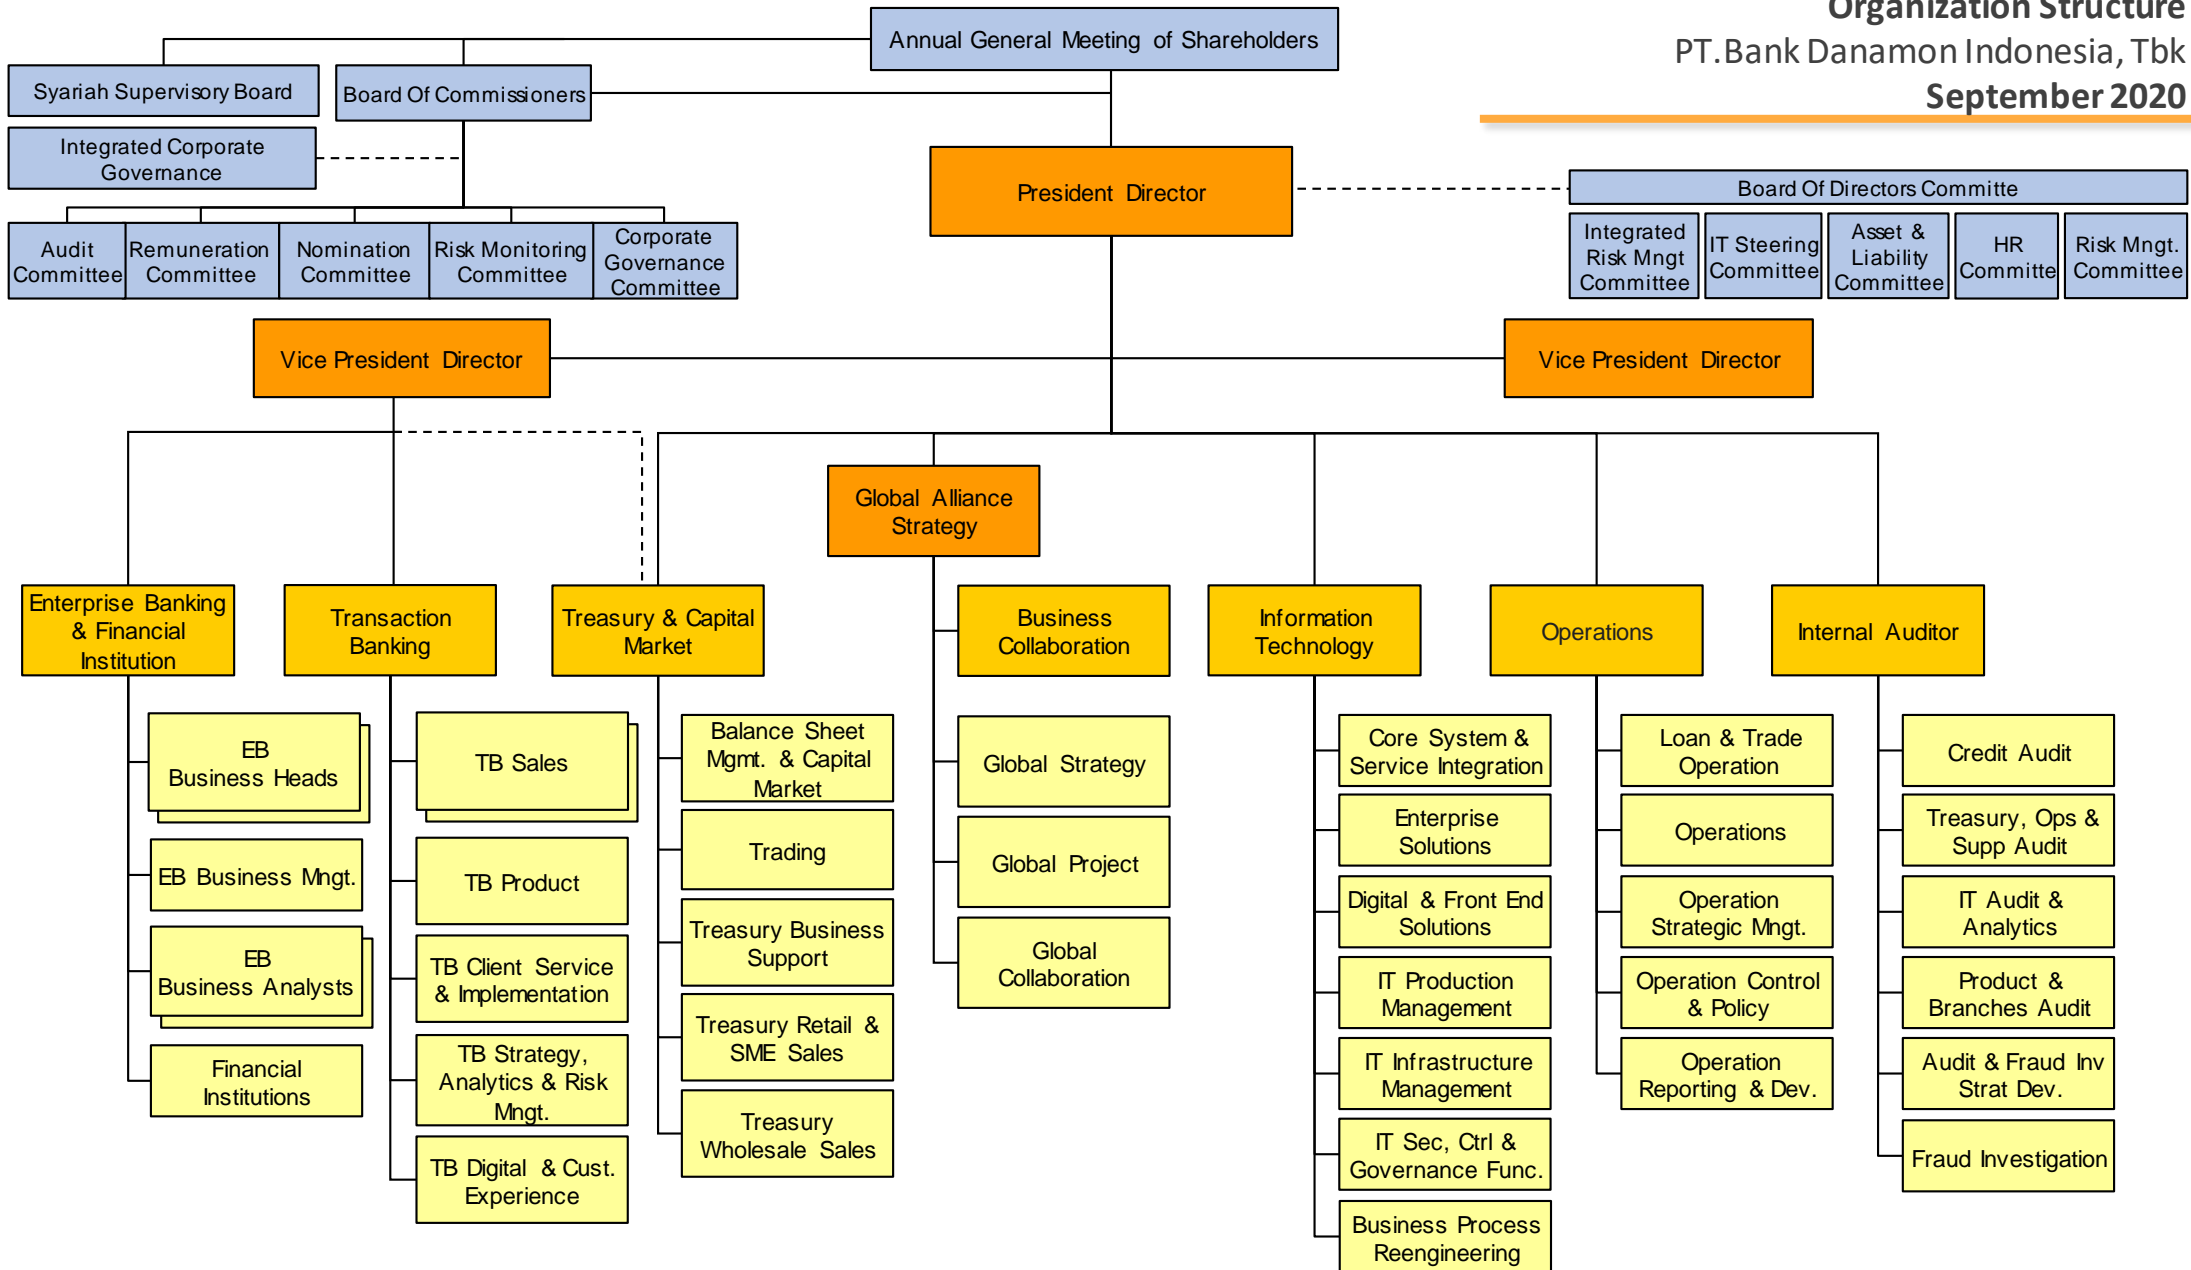 Organization Structure
PT.Bank Danamon Indonesia, Tbk
September 2020
Annual General Meeting of Shareholders
Syariah Supervisory Board
Board Of Commissioners
Integrated Corporate
Governance
President Director
Board Of Directors Committe
Audit
Committee
Remuneration
Committee
Nomination
Committee
Risk Monitoring
Committee
Corporate
Governance
Committee
Integrated
Risk Mngt
Committee
IT Steering
Committee
Asset &
Liability
Committee
HR
Committe
Risk Mngt.
Committee
Vice President Director
Vice President Director
Global Alliance
Strategy
Enterprise Banking
& Financial
Institution
Transaction
Banking
Treasury & Capital
Market
Business
Collaboration
Information
Technology
Operations
Internal Auditor
EB
Business Heads
EB Business Mngt.
EB
Business Analysts
Financial
Institutions
TB Sales
TB Product
TB Client Service
& Implementation
TB Strategy,
Analytics & Risk
Mngt.
TB Digital & Cust.
Experience
Balance Sheet
Mgmt. & Capital
Market
Trading
Treasury Business
Support
Treasury Retail &
SME Sales
Treasury
Wholesale Sales
Global Strategy
Global Project
Global
Collaboration
Core System &
Service Integration
Enterprise
Solutions
Digital & Front End
Solutions
IT Production
Management
IT Infrastructure
Management
IT Sec, Ctrl &
Governance Func.
Business Process
Reengineering
Loan & Trade
Operation
Operations
Operation
Strategic Mngt.
Operation Control
& Policy
Operation
Reporting & Dev.
Credit Audit
Treasury, Ops &
Supp Audit
IT Audit &
Analytics
Product &
Branches Audit
Audit & Fraud Inv
Strat Dev.
Fraud Investigation